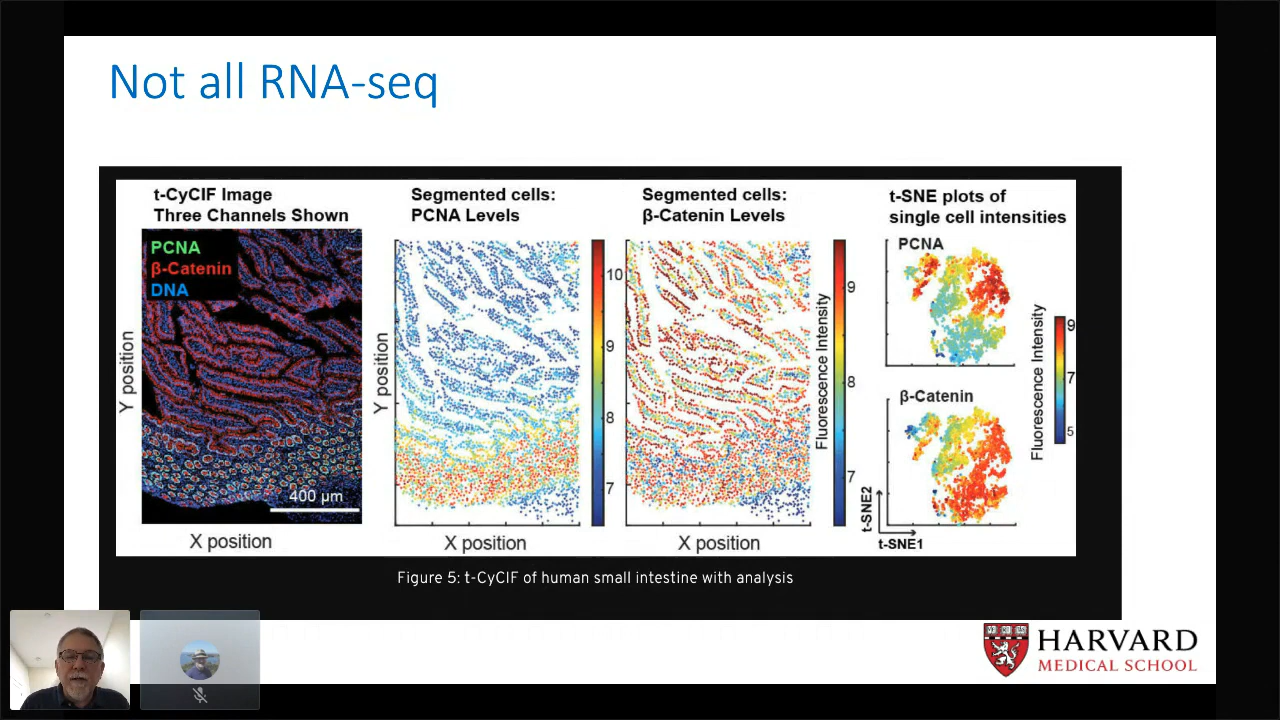 Not all RNA-seq
t-CyCIF Image
Three Channels Shown
PCNA
β-Catenin
DNA
400 µm
Y position
X position
Segmented cells:
PCNA Levels
Y position
X position
10
9
8
7
Segmented cells:
β-Catenin Levels
X position
Fluorescence Intensity
9
8
7
t-SNE plots of
single cell intensities
PCNA
β-Catenin
t-SNE2
t-SNE1
Fluorescence Intensity
9
7
5
Figure 5: t-CyCIF of human small intestine with analysis
HARVARD
MEDICAL SCHOOL